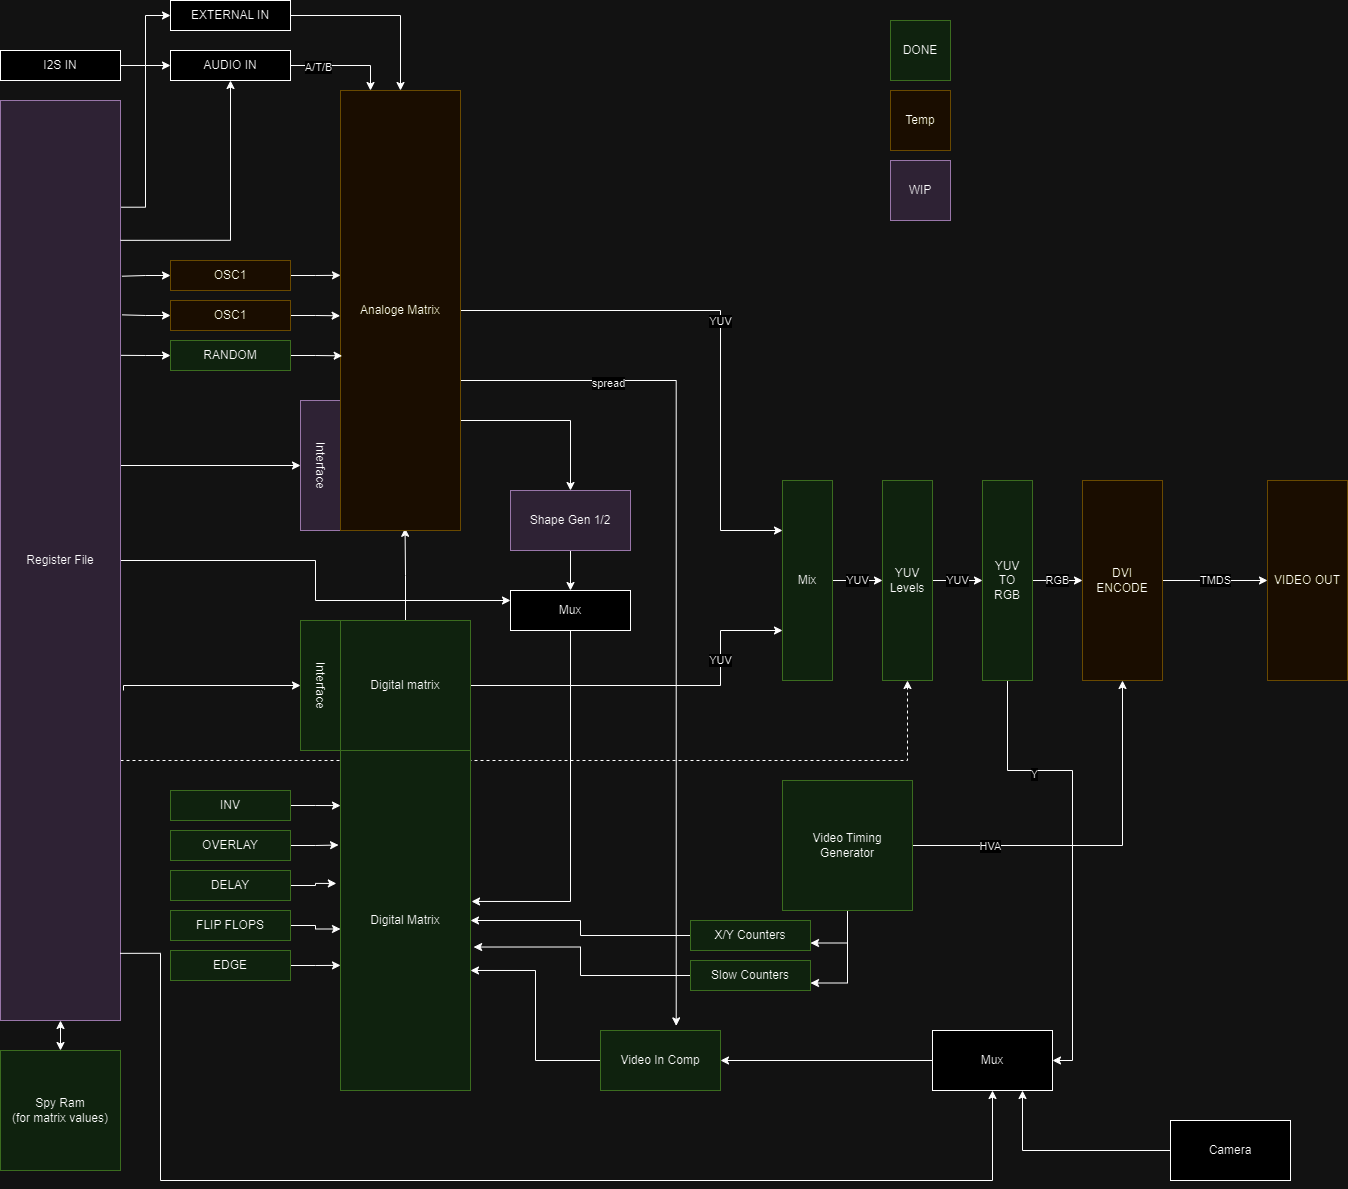 EXTERNAL IN
I2S IN
AUDIO IN
A/T/B
DONE
Temp
WIP
OSC1
OSC1
RANDOM
Analoge Matrix
YUV
spread
Interface
Shape Gen 1/2
Register File
Mux
Mix
YUV
YUV
Levels
YUV
YUV
TO
RGB
RGB
DVI
ENCODE
TMDS
VIDEO OUT
Interface
Digital matrix
YUV
Y
INV
OVERLAY
DELAY
FLIP FLOPS
EDGE
Digital Matrix
Video Timing
Generator
HVA
X/Y Counters
Slow Counters
Video In Comp
Mux
Spy Ram
(for matrix values)
Camera